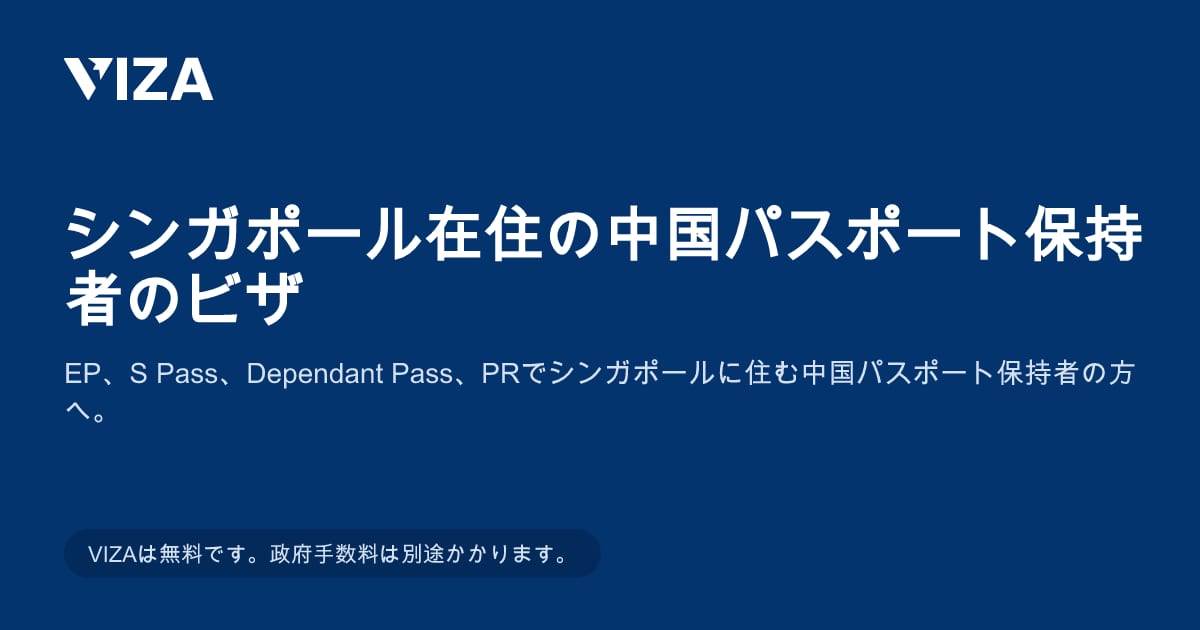 VIZA
シンガポール在住の中国パスポート保持
者のビザ
EP、S Pass、Dependant Pass、PRでシンガポールに住む中国パスポート保持者の方
へ。
VIZAは無料です。政府手数料は別途かかります。